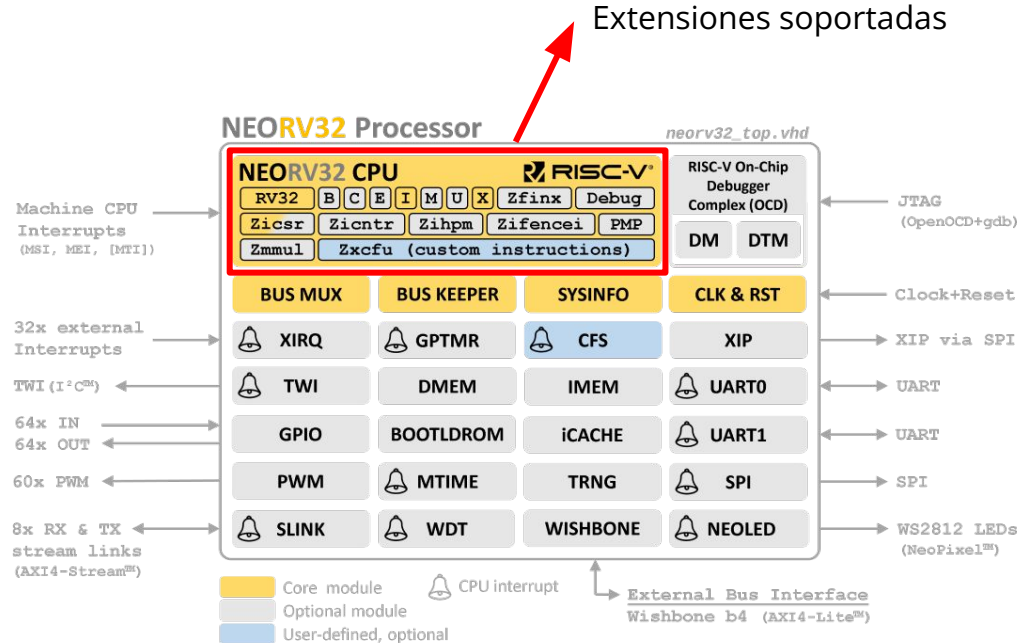 Extensiones soportadas
NEORV32 Processor
neorv32_top.vhd
NEORV32 CPU
RISC-V®
RV32 B C E I M U X Zfinx Debug
Zicsr Zicntr Zihpm Zifencei PMP
Zmmul Zxcfu (custom instructions)
RISC-V On-Chip
Debugger
Complex (OCD)
DM DTM
Machine CPU
Interrupts
(MSI, MEI, [MTI])
JTAG
(OpenOCD+gdb)
BUS MUX BUS KEEPER SYSINFO CLK & RST
Clock+Reset
32x external
Interrupts
XIRQ GPTMR CFS XIP
XIP via SPI
TWI (I²C™)
TWI DMEM IMEM UART0
UART
64x IN
64x OUT
GPIO BOOTLDROM iCACHE UART1
UART
60x PWM
PWM MTIME TRNG SPI
SPI
8x RX & TX
stream links
(AXI4-Stream™)
SLINK WDT WISHBONE NEOLED
WS2812 LEDs
(NeoPixel™)
Core module
CPU interrupt
Optional module
User-defined, optional
External Bus Interface
Wishbone b4 (AXI4-Lite™)